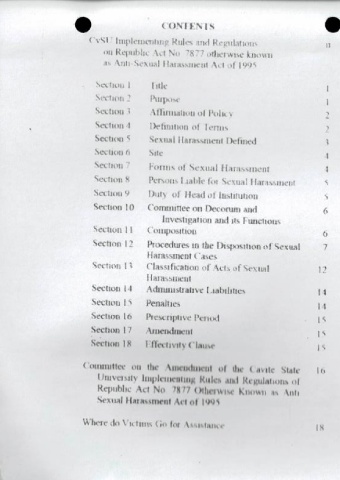 CONTENTS
CvSU Implementing Rules and Regulations ii
on Republic Act No. 7877 otherwise known
as Anti-Sexual Harassment Act of 1995
Section 1 Title 1
Section 2 Purpose 1
Section 3 Affirmation of Policy 2
Section 4 Definition of Terms 2
Section 5 Sexual Harassment Defined 3
Section 6 Site 4
Section 7 Forms of Sexual Harassment 4
Section 8 Persons Liable for Sexual Harassment 5
Section 9 Duty of Head of Institution 5
Section 10 Committee on Decorum and 6
Investigation and its Functions
Section 11 Composition 6
Section 12 Procedures in the Disposition of Sexual 7
Harassment Cases
Section 13 Classification of Acts of Sexual 12
Harassment
Section 14 Administrative Liabilities 14
Section 15 Penalties 14
Section 16 Prescriptive Period 15
Section 17 Amendment 15
Section 18 Effectivity Clause 15
Committee on the Amendment of the Cavite State 16
University Implementing Rules and Regulations of
Republic Act No. 7877 Otherwise Known as Anti
Sexual Harassment Act of 1995
Where do Victims Go for Assistance 18